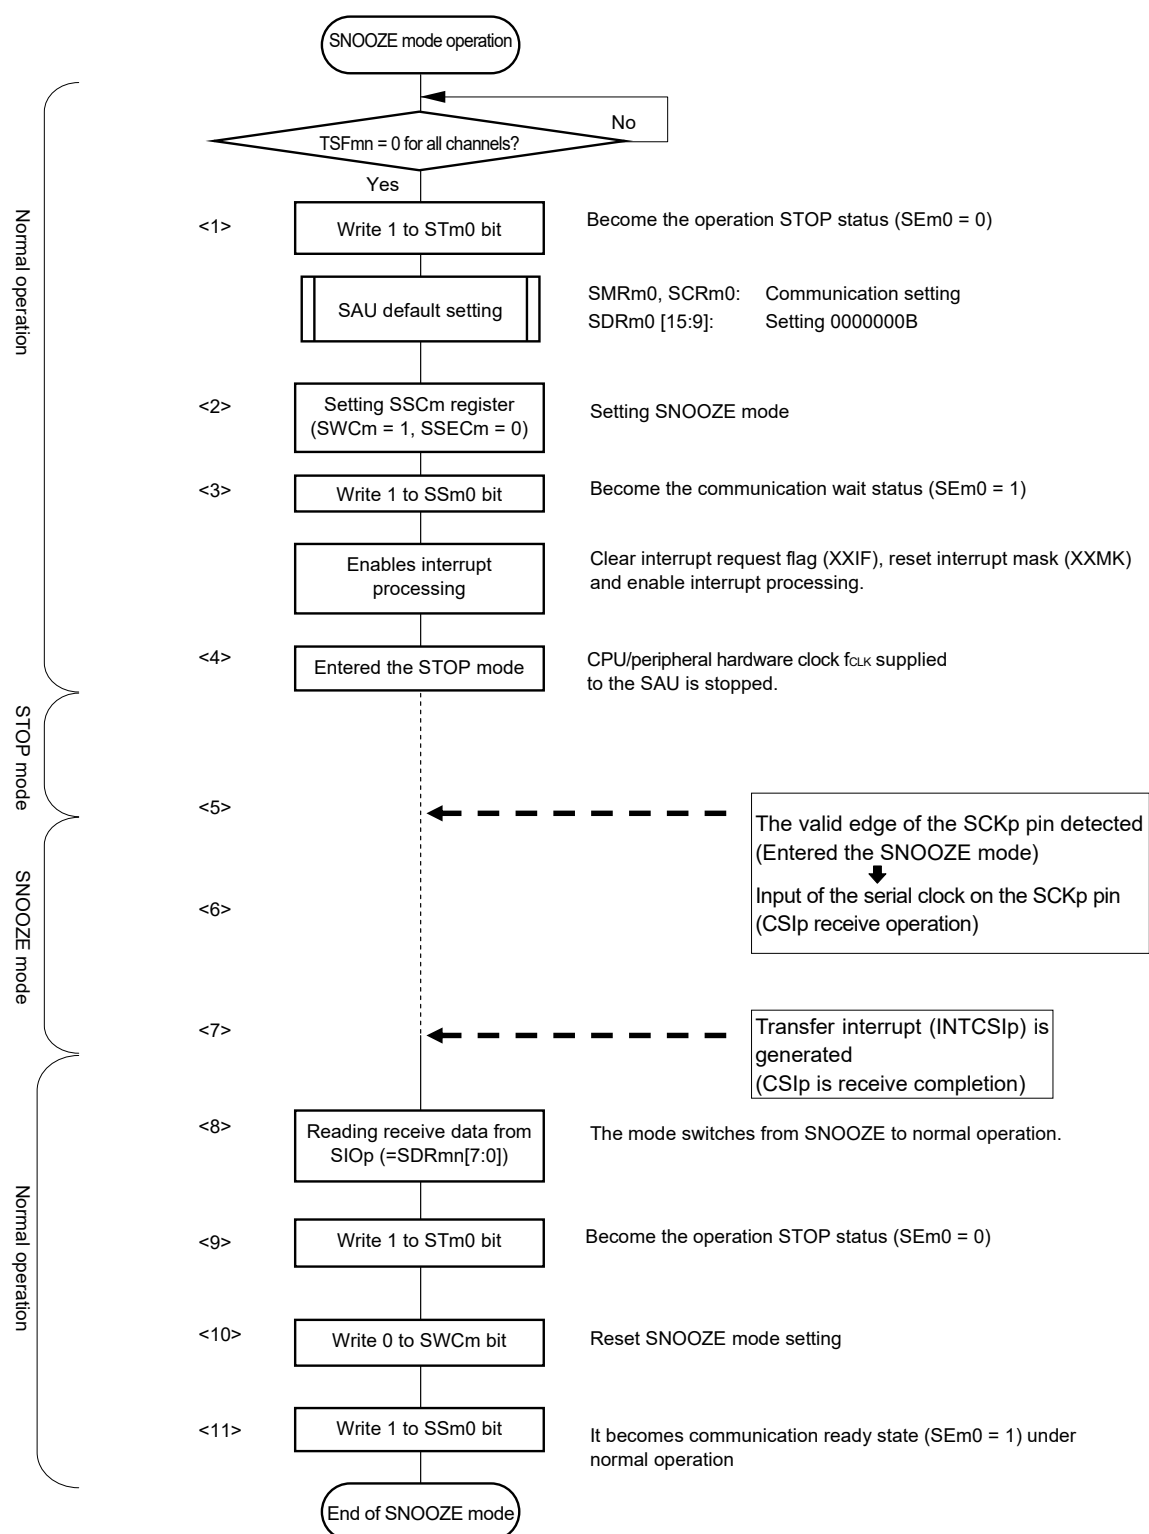 SNOOZE mode operation
No
TSFmn = 0 for all channels?
Yes
<1>
Write 1 to STm0 bit
Become the operation STOP status (SEm0 = 0)
SAU default setting
SMRm0, SCRm0: Communication setting
SDRm0 [15:9]: Setting 0000000B
Normal operation
<2>
Setting SSCm register
(SWCm = 1, SSECm = 0)
Setting SNOOZE mode
<3>
Write 1 to SSm0 bit
Become the communication wait status (SEm0 = 1)
Enables interrupt
processing
Clear interrupt request flag (XXIF), reset interrupt mask (XXMK)
and enable interrupt processing.
<4>
Entered the STOP mode
CPU/peripheral hardware clock fCLK supplied
to the SAU is stopped.
STOP mode
<5>
The valid edge of the SCKp pin detected
(Entered the SNOOZE mode)
SNOOZE mode
<6>
Input of the serial clock on the SCKp pin
(CSIp receive operation)
<7>
Transfer interrupt (INTCSIp) is
generated
(CSIp is receive completion)
<8>
Reading receive data from
SIOp (=SDRmn[7:0])
The mode switches from SNOOZE to normal operation.
Normal operation
<9>
Write 1 to STm0 bit
Become the operation STOP status (SEm0 = 0)
<10>
Write 0 to SWCm bit
Reset SNOOZE mode setting
<11>
Write 1 to SSm0 bit
It becomes communication ready state (SEm0 = 1) under
normal operation
End of SNOOZE mode